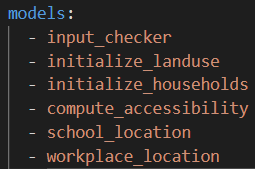 models:
  - input_checker
  - initialize_landuse
  - initialize_households
  - compute_accessibility
  - school_location
  - workplace_location